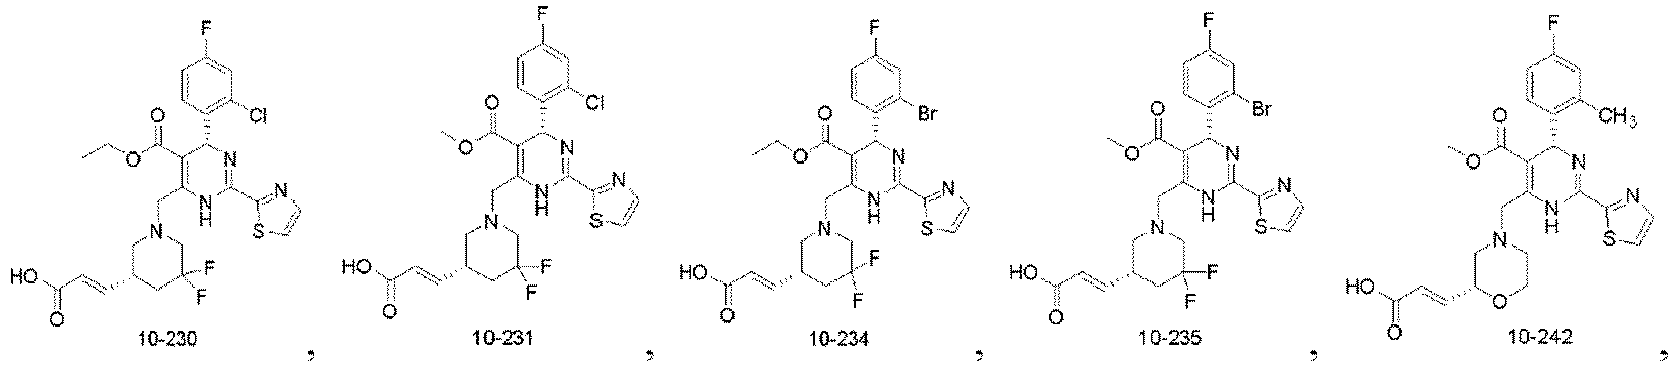 F F F F F
Cl Cl Br Br CH3
O O O O O
O O O O O
N N N N N
N H N H N H N H N H
N N N N N
S S S S S
N N N N N
HO F F HO F F HO F F HO F F HO O
O O O O O
10-230 , 10-231 , 10-234 , 10-235 , 10-242 ,